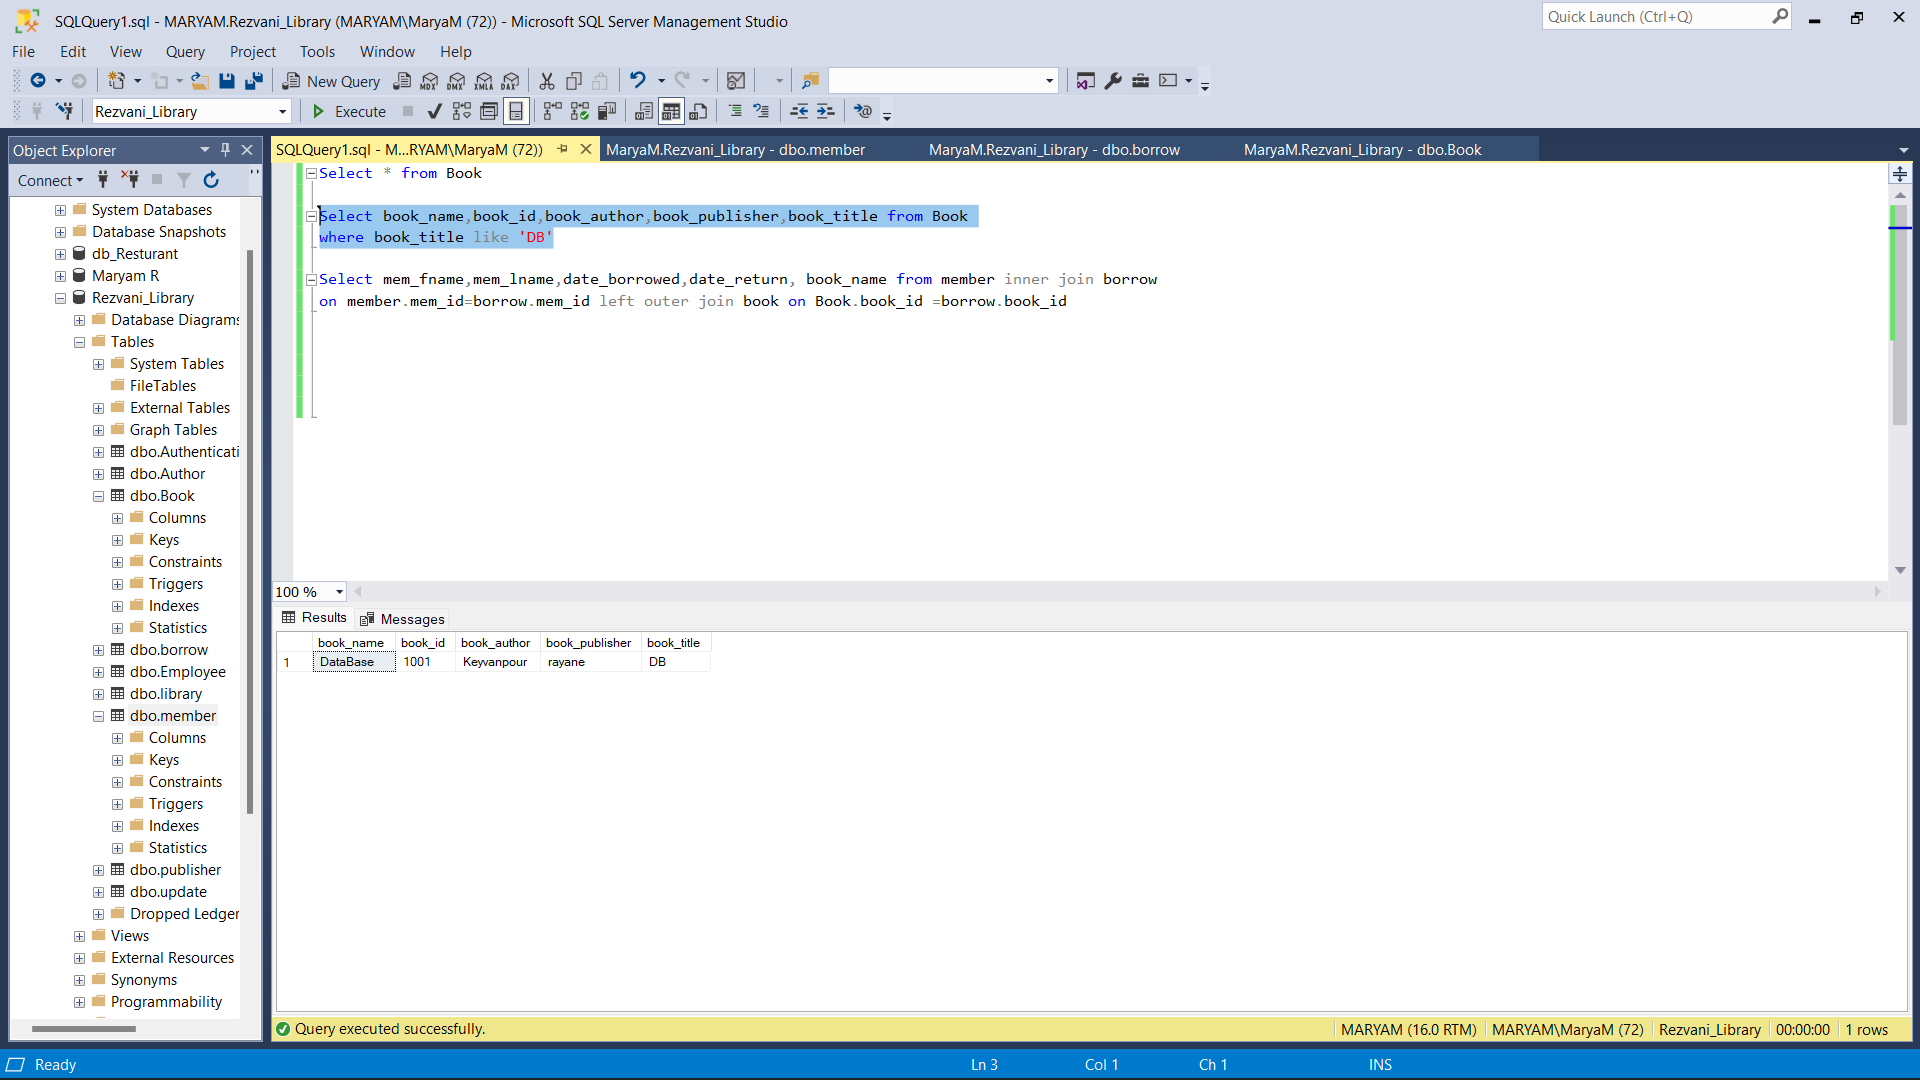 SQLQuery1.sql - MARYAM.Rezvani_Library (MARYAM\MaryaM (72)) - Microsoft SQL Server Management Studio
Quick Launch (Ctrl+Q)
File Edit View Query Project Tools Window Help
New Query MDX DMX XMLA DAX
Rezvani_Library Execute
Object Explorer
Connect
System Databases
Database Snapshots
db_Resturant
Maryam R
Rezvani_Library
Database Diagrams
Tables
System Tables
FileTables
External Tables
Graph Tables
dbo.Authenticati
dbo.Author
dbo.Book
Columns
Keys
Constraints
Triggers
Indexes
Statistics
dbo.borrow
dbo.Employee
dbo.library
dbo.member
Columns
Keys
Constraints
Triggers
Indexes
Statistics
dbo.publisher
dbo.update
Dropped Ledger
Views
External Resources
Synonyms
Programmability
SQLQuery1.sql - M...RYAM\MaryaM (72)) MaryaM.Rezvani_Library - dbo.member MaryaM.Rezvani_Library - dbo.borrow MaryaM.Rezvani_Library - dbo.Book
Select * from Book
Select book_name,book_id,book_author,book_publisher,book_title from Book
where book_title like 'DB'
Select mem_fname,mem_lname,date_borrowed,date_return, book_name from member inner join borrow
on member.mem_id=borrow.mem_id left outer join book on Book.book_id =borrow.book_id
100 %
Results Messages
book_name book_id book_author book_publisher book_title
1 DataBase 1001 Keyvanpour rayane DB
Query executed successfully. MARYAM (16.0 RTM) MARYAM\MaryaM (72) Rezvani_Library 00:00:00 1 rows
Ready Ln 3 Col 1 Ch 1 INS